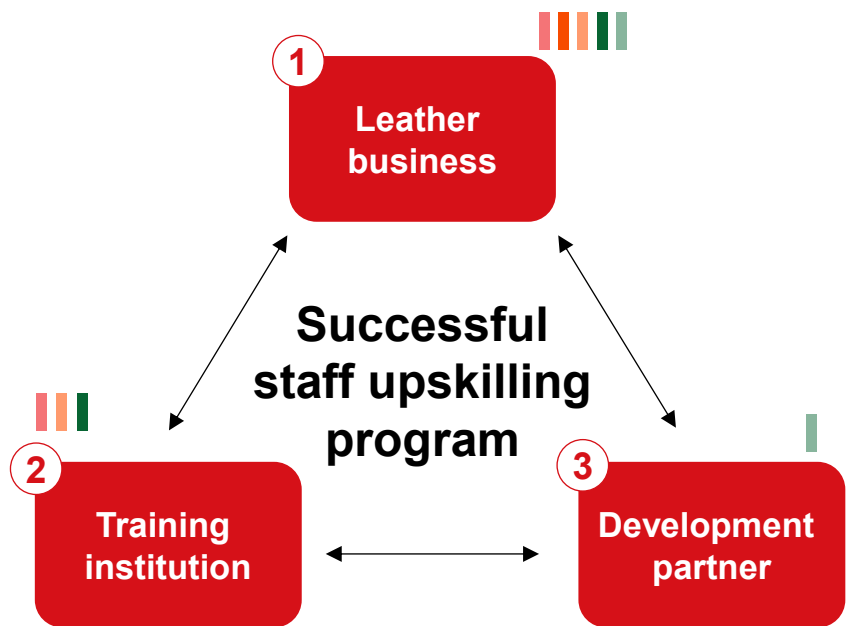 1
Leather
business
Successful
staff upskilling
program
2
Training
institution
3
Development
partner